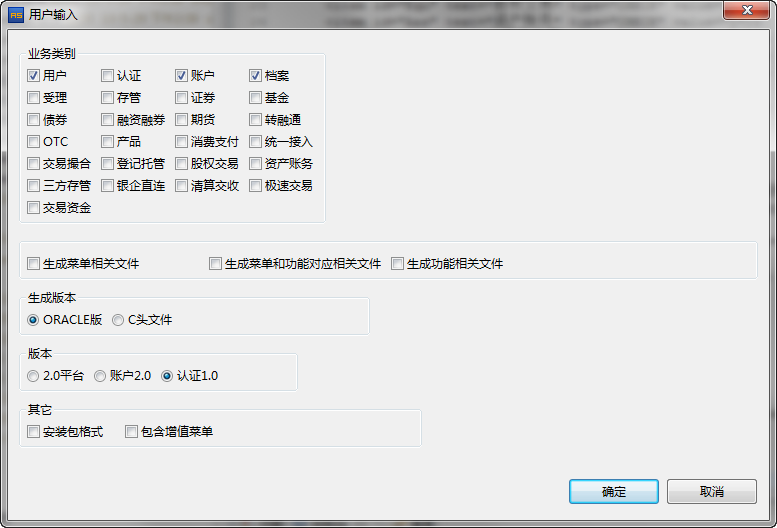 用户输入
业务类别
用户 认证 账户 档案
受理 存管 证券 基金
债券 融资融券 期货 转融通
OTC 产品 消费支付 统一接入
交易撮合 登记托管 股权交易 资产账务
三方存管 银企直连 清算交收 极速交易
交易资金
生成菜单相关文件 生成菜单和功能对应相关文件 生成功能相关文件
生成版本
ORACLE版 C头文件
版本
2.0平台 账户2.0 认证1.0
其它
安装包格式 包含增值菜单
确定 取消